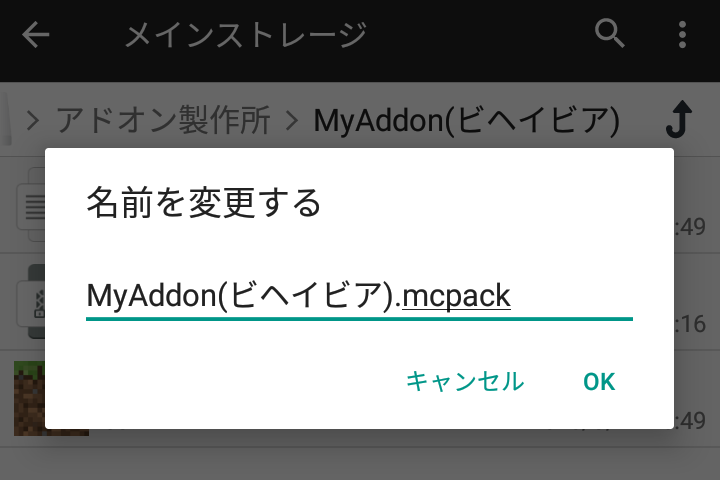 メインストレージ
アドオン製作所 > MyAddon(ビヘイビア)
名前を変更する
:49
MyAddon(ビヘイビア).mcpack
:16
キャンセル OK
:49